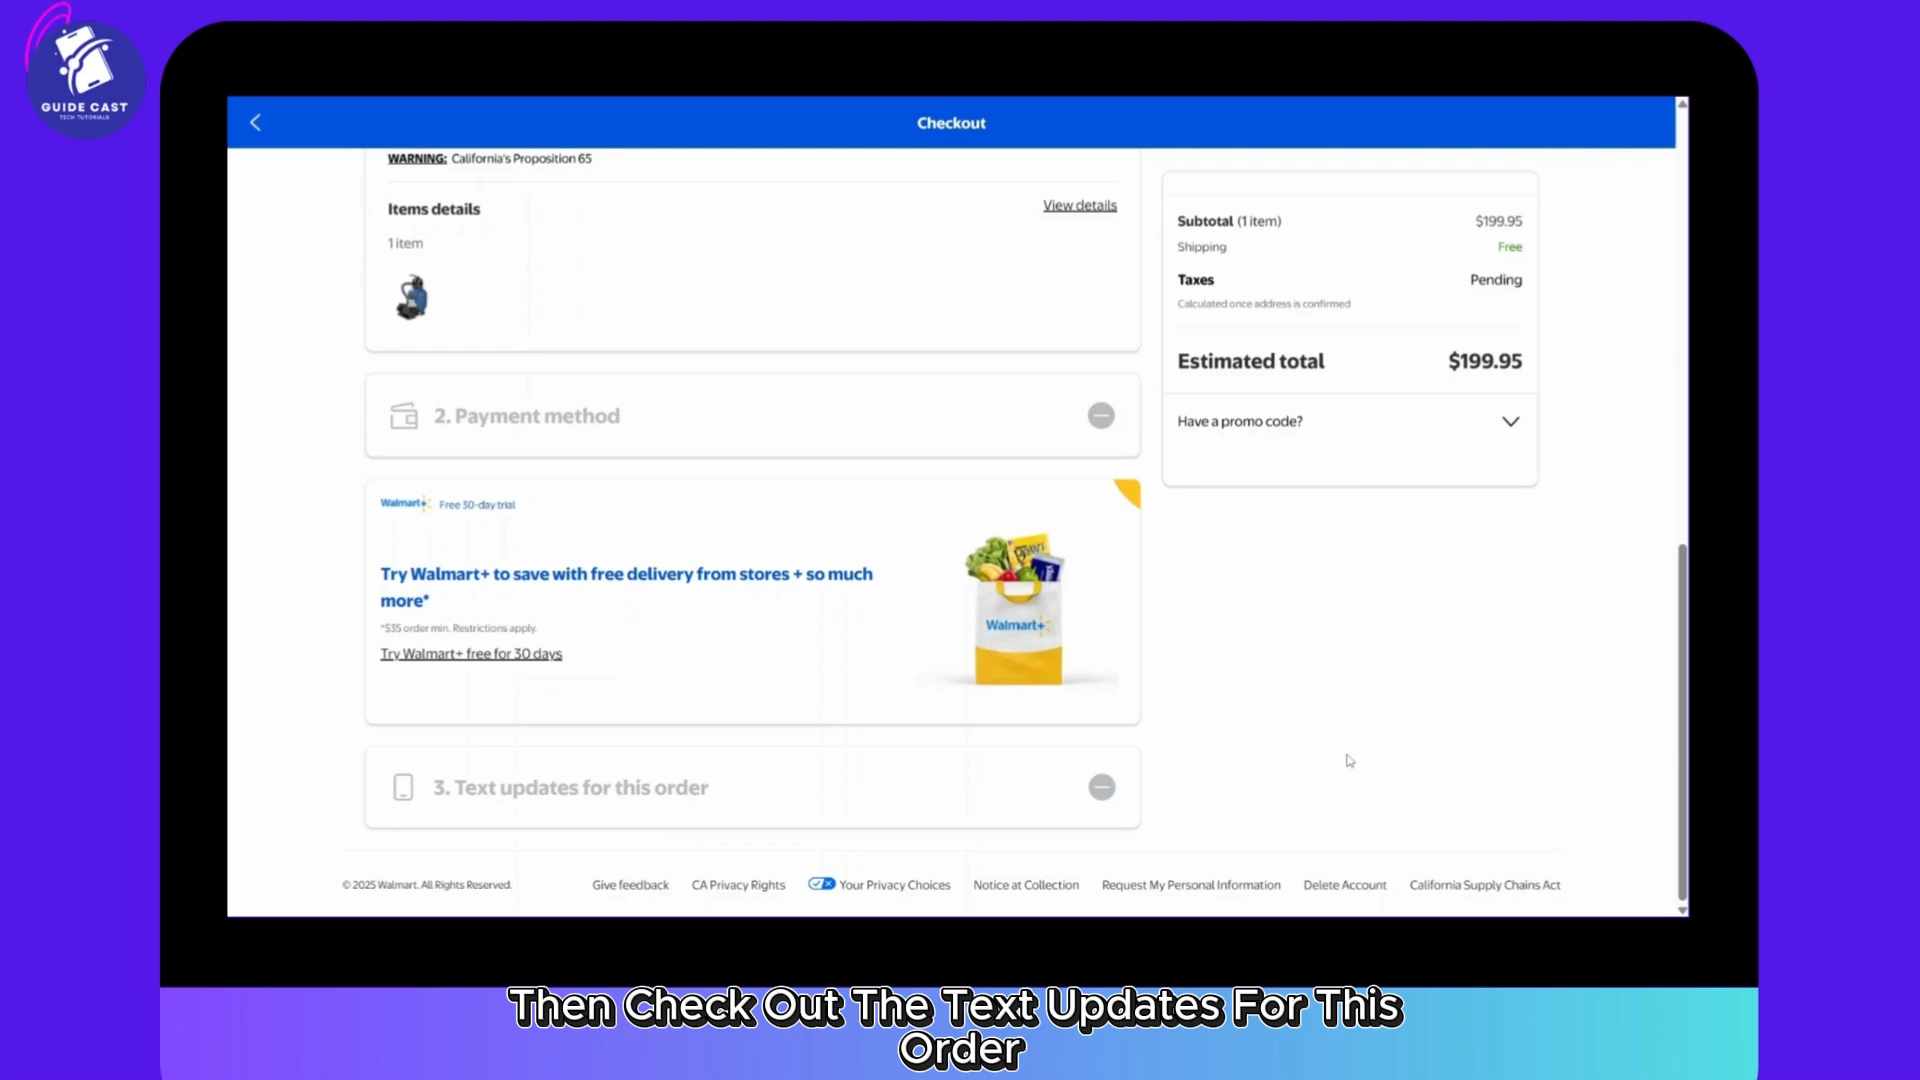 GUIDE CAST
TECH TUTORIALS
Checkout
WARNING: California's Proposition 65
Items details
View details
1 item
Subtotal (1 item) $199.95
Shipping Free
Taxes Pending
Calculated once address is confirmed
Estimated total $199.95
Have a promo code?
2. Payment method
Walmart+ Free 30-day trial
Try Walmart+ to save with free delivery from stores + so much
more*
*$35 order min. Restrictions apply.
Try Walmart+ free for 30 days
Walmart+
3. Text updates for this order
© 2025 Walmart. All Rights Reserved. Give feedback CA Privacy Rights Your Privacy Choices Notice at Collection Request My Personal Information Delete Account California Supply Chains Act
Then Check Out The Text Updates For This
Order